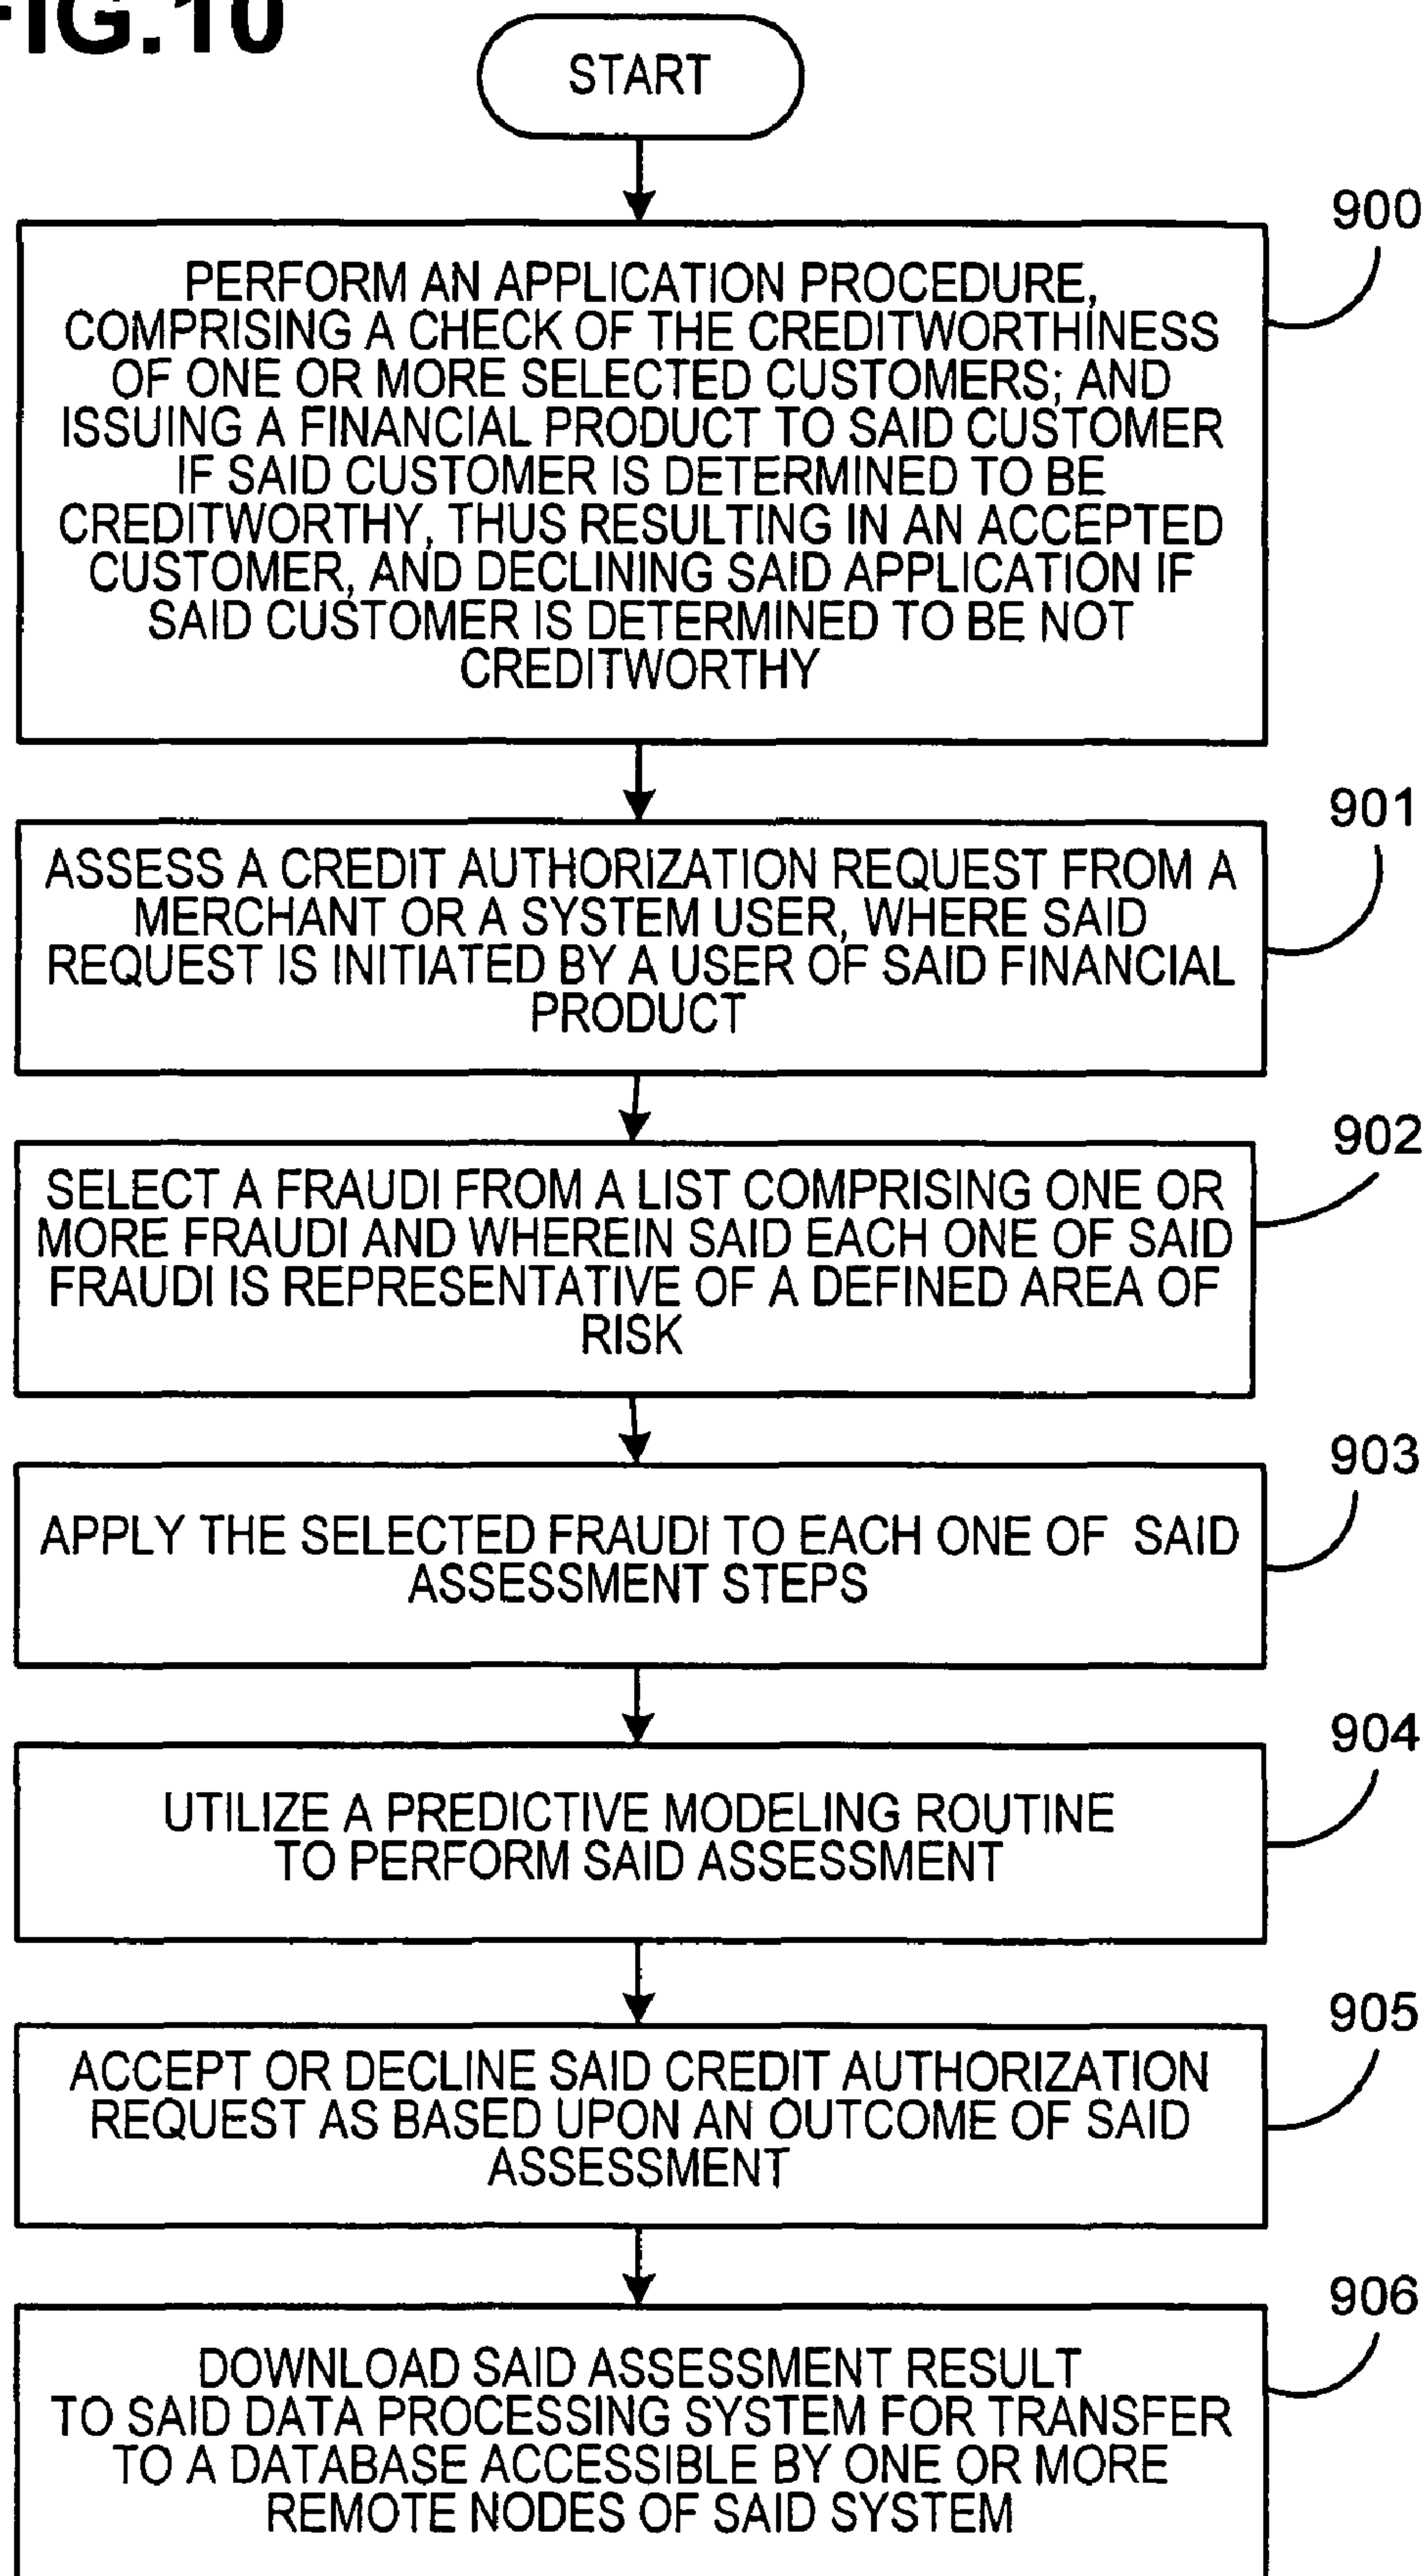 FIG.10
START
900
PERFORM AN APPLICATION PROCEDURE,
COMPRISING A CHECK OF THE CREDITWORTHINESS
OF ONE OR MORE SELECTED CUSTOMERS; AND
ISSUING A FINANCIAL PRODUCT TO SAID CUSTOMER
IF SAID CUSTOMER IS DETERMINED TO BE
CREDITWORTHY, THUS RESULTING IN AN ACCEPTED
CUSTOMER, AND DECLINING SAID APPLICATION IF
SAID CUSTOMER IS DETERMINED TO BE NOT
CREDITWORTHY
901
ASSESS A CREDIT AUTHORIZATION REQUEST FROM A
MERCHANT OR A SYSTEM USER, WHERE SAID
REQUEST IS INITIATED BY A USER OF SAID FINANCIAL
PRODUCT
902
SELECT A FRAUDI FROM A LIST COMPRISING ONE OR
MORE FRAUDI AND WHEREIN SAID EACH ONE OF SAID
FRAUDI IS REPRESENTATIVE OF A DEFINED AREA OF
RISK
903
APPLY THE SELECTED FRAUDI TO EACH ONE OF SAID
ASSESSMENT STEPS
904
UTILIZE A PREDICTIVE MODELING ROUTINE
TO PERFORM SAID ASSESSMENT
905
ACCEPT OR DECLINE SAID CREDIT AUTHORIZATION
REQUEST AS BASED UPON AN OUTCOME OF SAID
ASSESSMENT
906
DOWNLOAD SAID ASSESSMENT RESULT
TO SAID DATA PROCESSING SYSTEM FOR TRANSFER
TO A DATABASE ACCESSIBLE BY ONE OR MORE
REMOTE NODES OF SAID SYSTEM